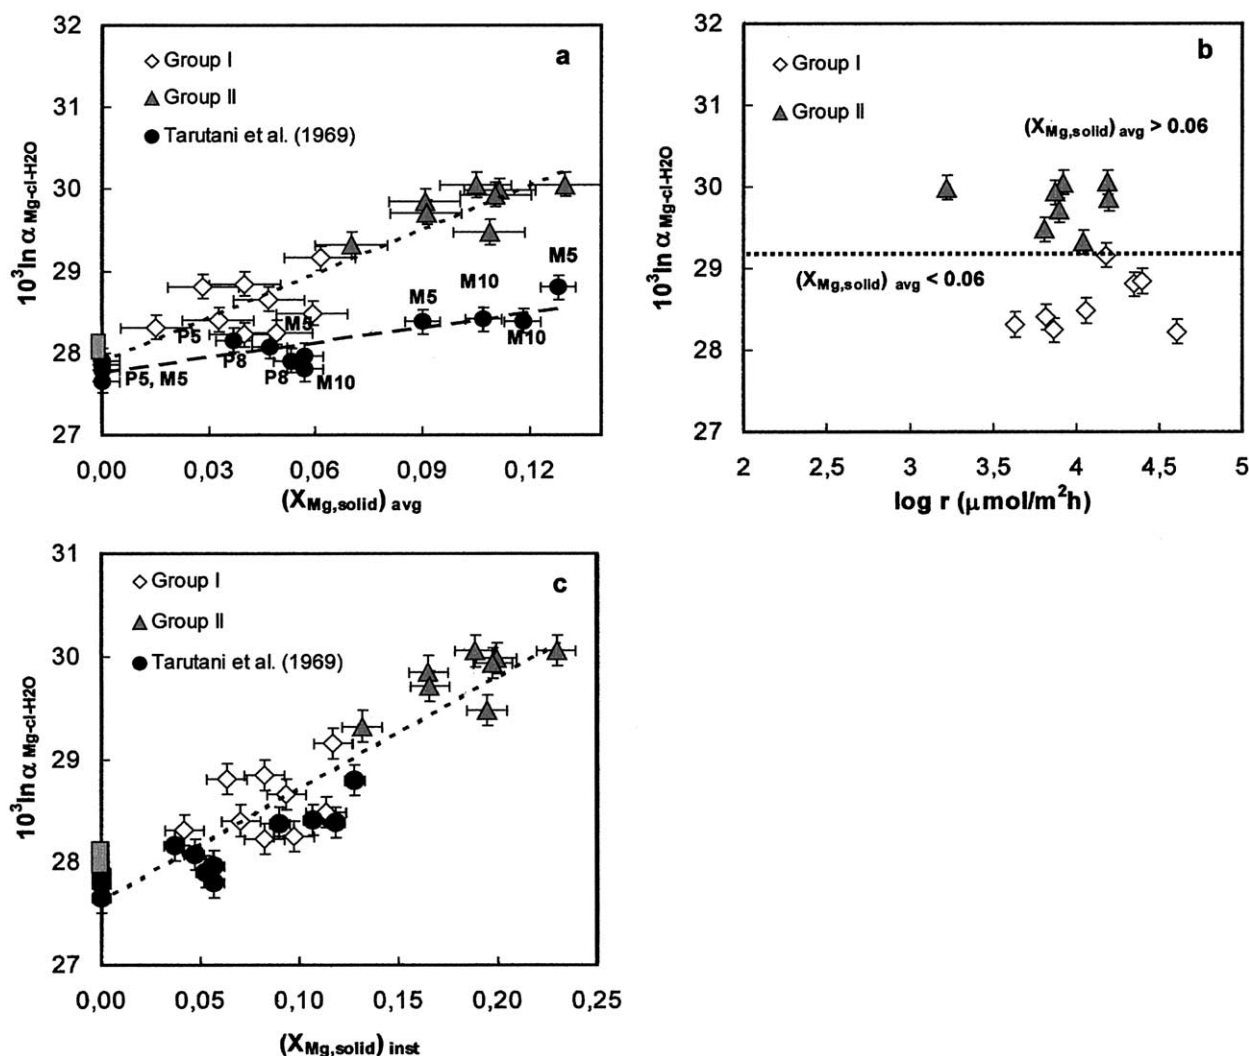 32
31
30
29
28
27
10³ln α Mg-cl-H2O
a
Group I
Group II
Tarutani et al. (1969)
M5
M10
M5
P5
M5
P8
M10
P5, M5
P8
M10
0,00 0,03 0,06 0,09 0,12
(X Mg,solid) avg
32
31
30
29
28
27
10³ln α Mg-cl-H2O
b
Group I
Group II
(X Mg,solid) avg > 0.06
(X Mg,solid) avg < 0.06
2 2,5 3 3,5 4 4,5 5
log r (μmol/m²h)
31
30
29
28
27
10³ln α Mg-cl-H2O
c
Group I
Group II
Tarutani et al. (1969)
0,00 0,05 0,10 0,15 0,20 0,25
(X Mg,solid) inst